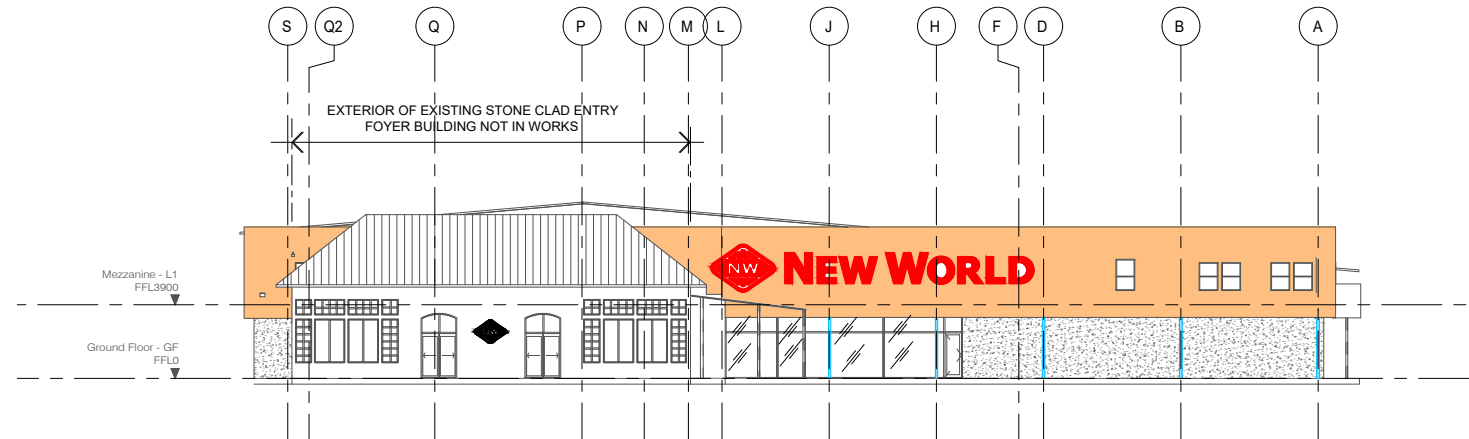 S Q2 Q P N M L J H F D B A
EXTERIOR OF EXISTING STONE CLAD ENTRY
FOYER BUILDING NOT IN WORKS
NW NEW WORLD
Mezzanine - L1
FFL3900
Ground Floor - GF
FFL0